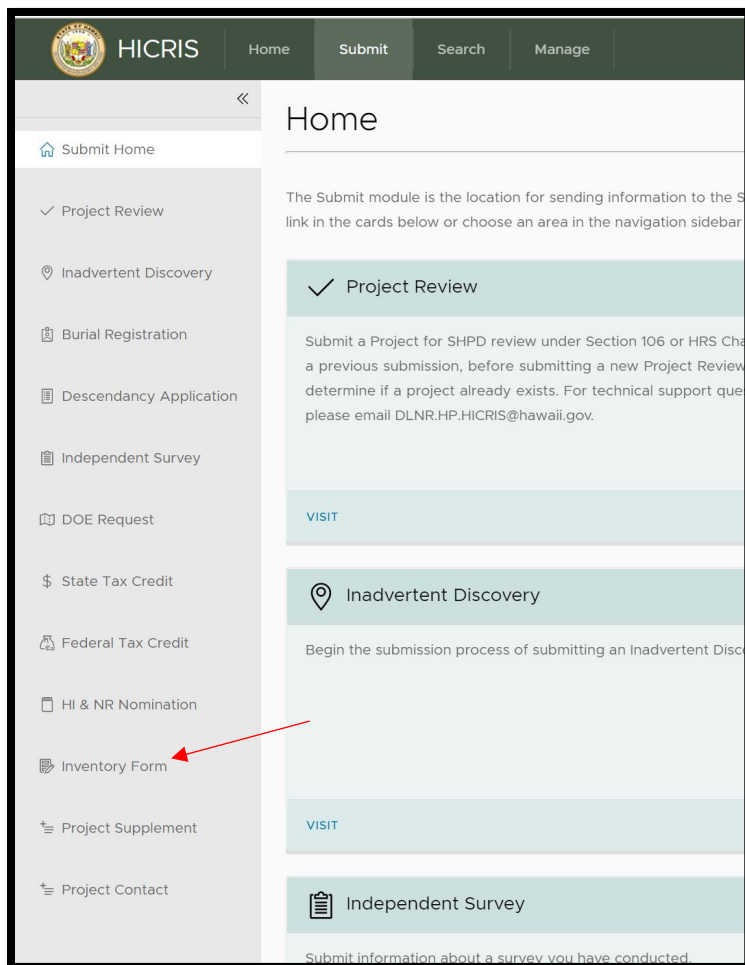 HICRIS
Home
Submit
Search
Manage
Submit Home
Project Review
Inadvertent Discovery
Burial Registration
Descendancy Application
Independent Survey
DOE Request
State Tax Credit
Federal Tax Credit
HI & NR Nomination
Inventory Form
Project Supplement
Project Contact
Home
The Submit module is the location for sending information to the S
link in the cards below or choose an area in the navigation sidebar
Project Review
Submit a Project for SHPD review under Section 106 or HRS Cha
a previous submission, before submitting a new Project Review
determine if a project already exists. For technical support que
please email DLNR.HP.HICRIS@hawaii.gov.
VISIT
Inadvertent Discovery
Begin the submission process of submitting an Inadvertent Disc
VISIT
Independent Survey
Submit information about a survey you have conducted.